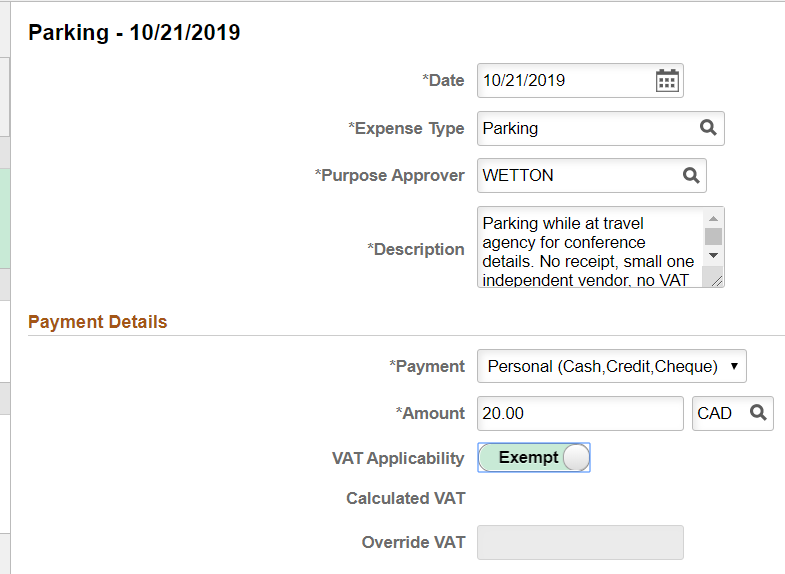 Parking - 10/21/2019
*Date 10/21/2019
*Expense Type Parking
*Purpose Approver WETTON
*Description Parking while at travel
agency for conference
details. No receipt, small one
independent vendor, no VAT
Payment Details
*Payment Personal (Cash,Credit,Cheque)
*Amount 20.00 CAD
VAT Applicability Exempt
Calculated VAT
Override VAT